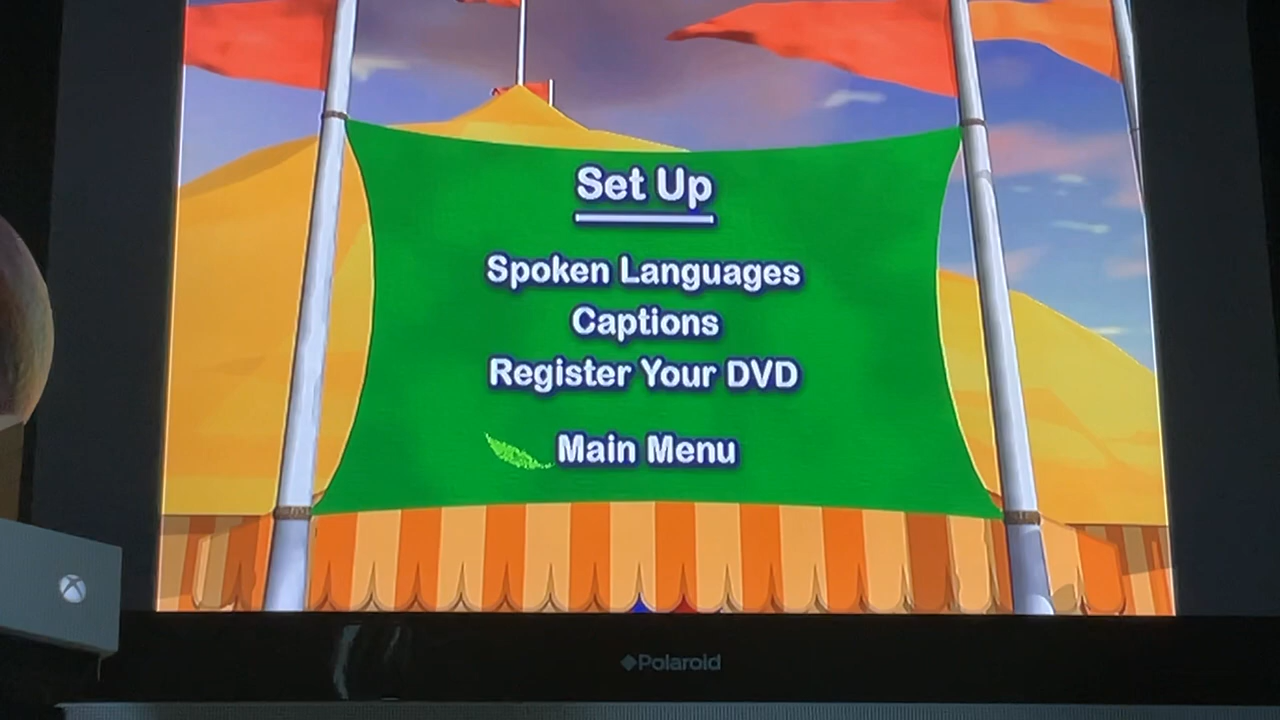 Set Up
Spoken Languages
Captions
Register Your DVD
Main Menu
Polaroid